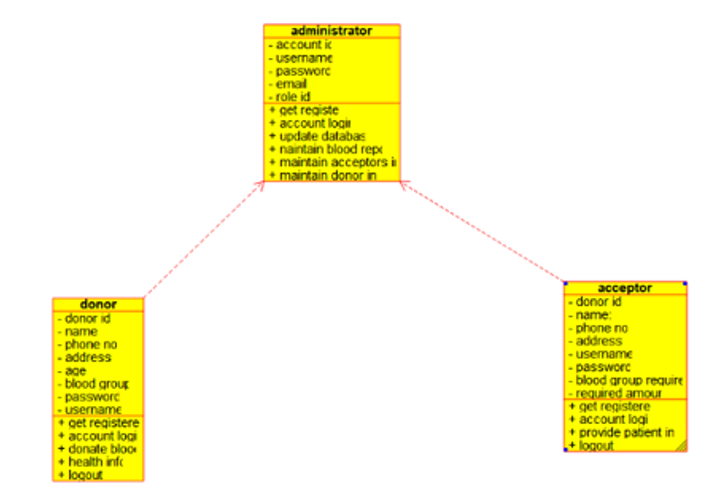 administrator
- account ic
- username
- passworc
- email
- role id
+ get registe
+ account logii
+ update databas
+ naintain blood repc
+ maintain acceptors ii
+ maintain donor in
donor
- donor id
- name
- phone no
- address
- age
- blood group
- passworc
- username
+ get registere
+ account logi
+ donate bloo
+ health infc
+ logout
acceptor
- donor id
- name:
- phone no
- address
- username
- passworc
- blood group require
- required amour
+ get registere
+ account logi
+ provide patient in
+ logout